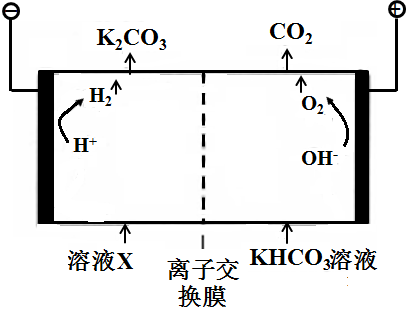 ⊖
⊕
K₂CO₃
CO₂
H₂
O₂
H⁺
OH⁻
溶液X
离子交
换膜
KHCO₃溶液